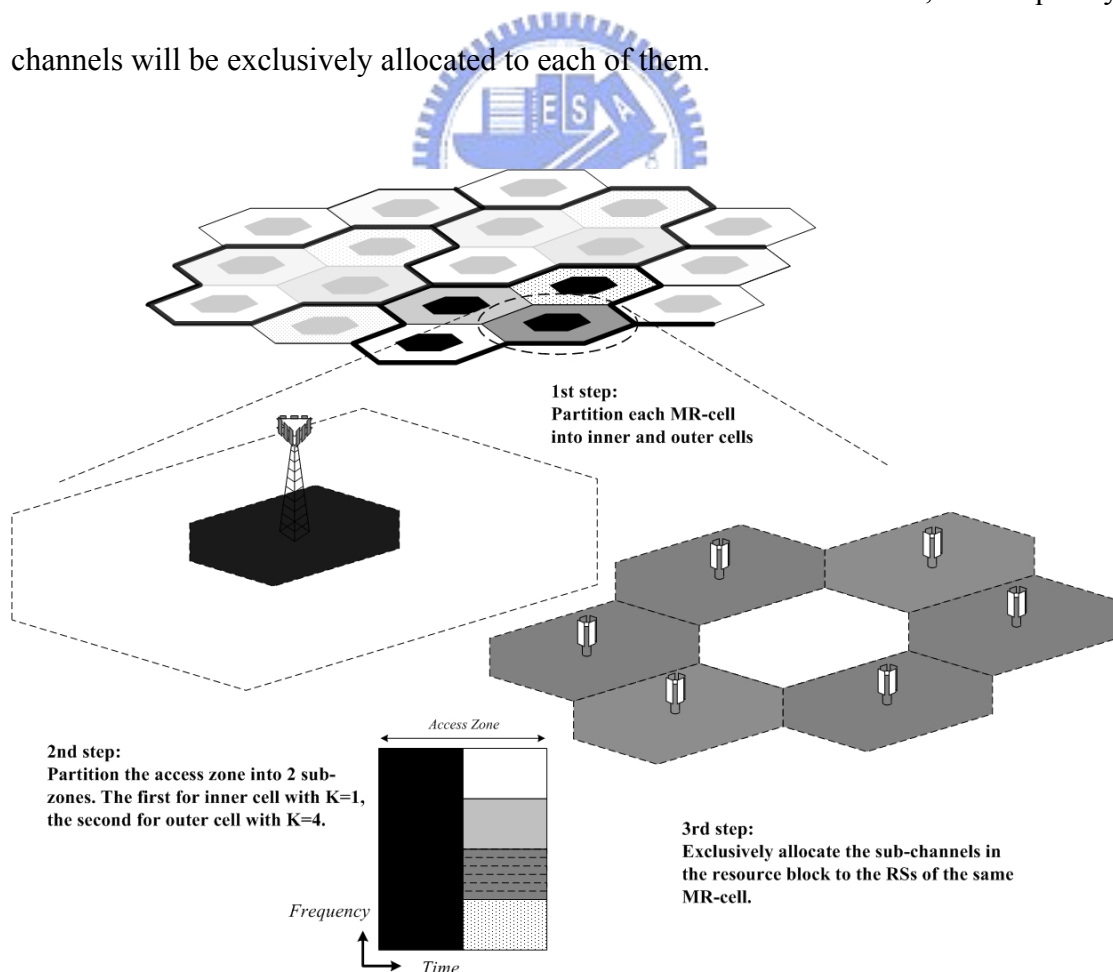 channels will be exclusively allocated to each of them.
E S A
1st step:
Partition each MR-cell
into inner and outer cells
Access Zone
2nd step:
Partition the access zone into 2 sub-
zones. The first for inner cell with K=1,
the second for outer cell with K=4.
3rd step:
Exclusively allocate the sub-channels in
the resource block to the RSs of the same
MR-cell.
Frequency
Time